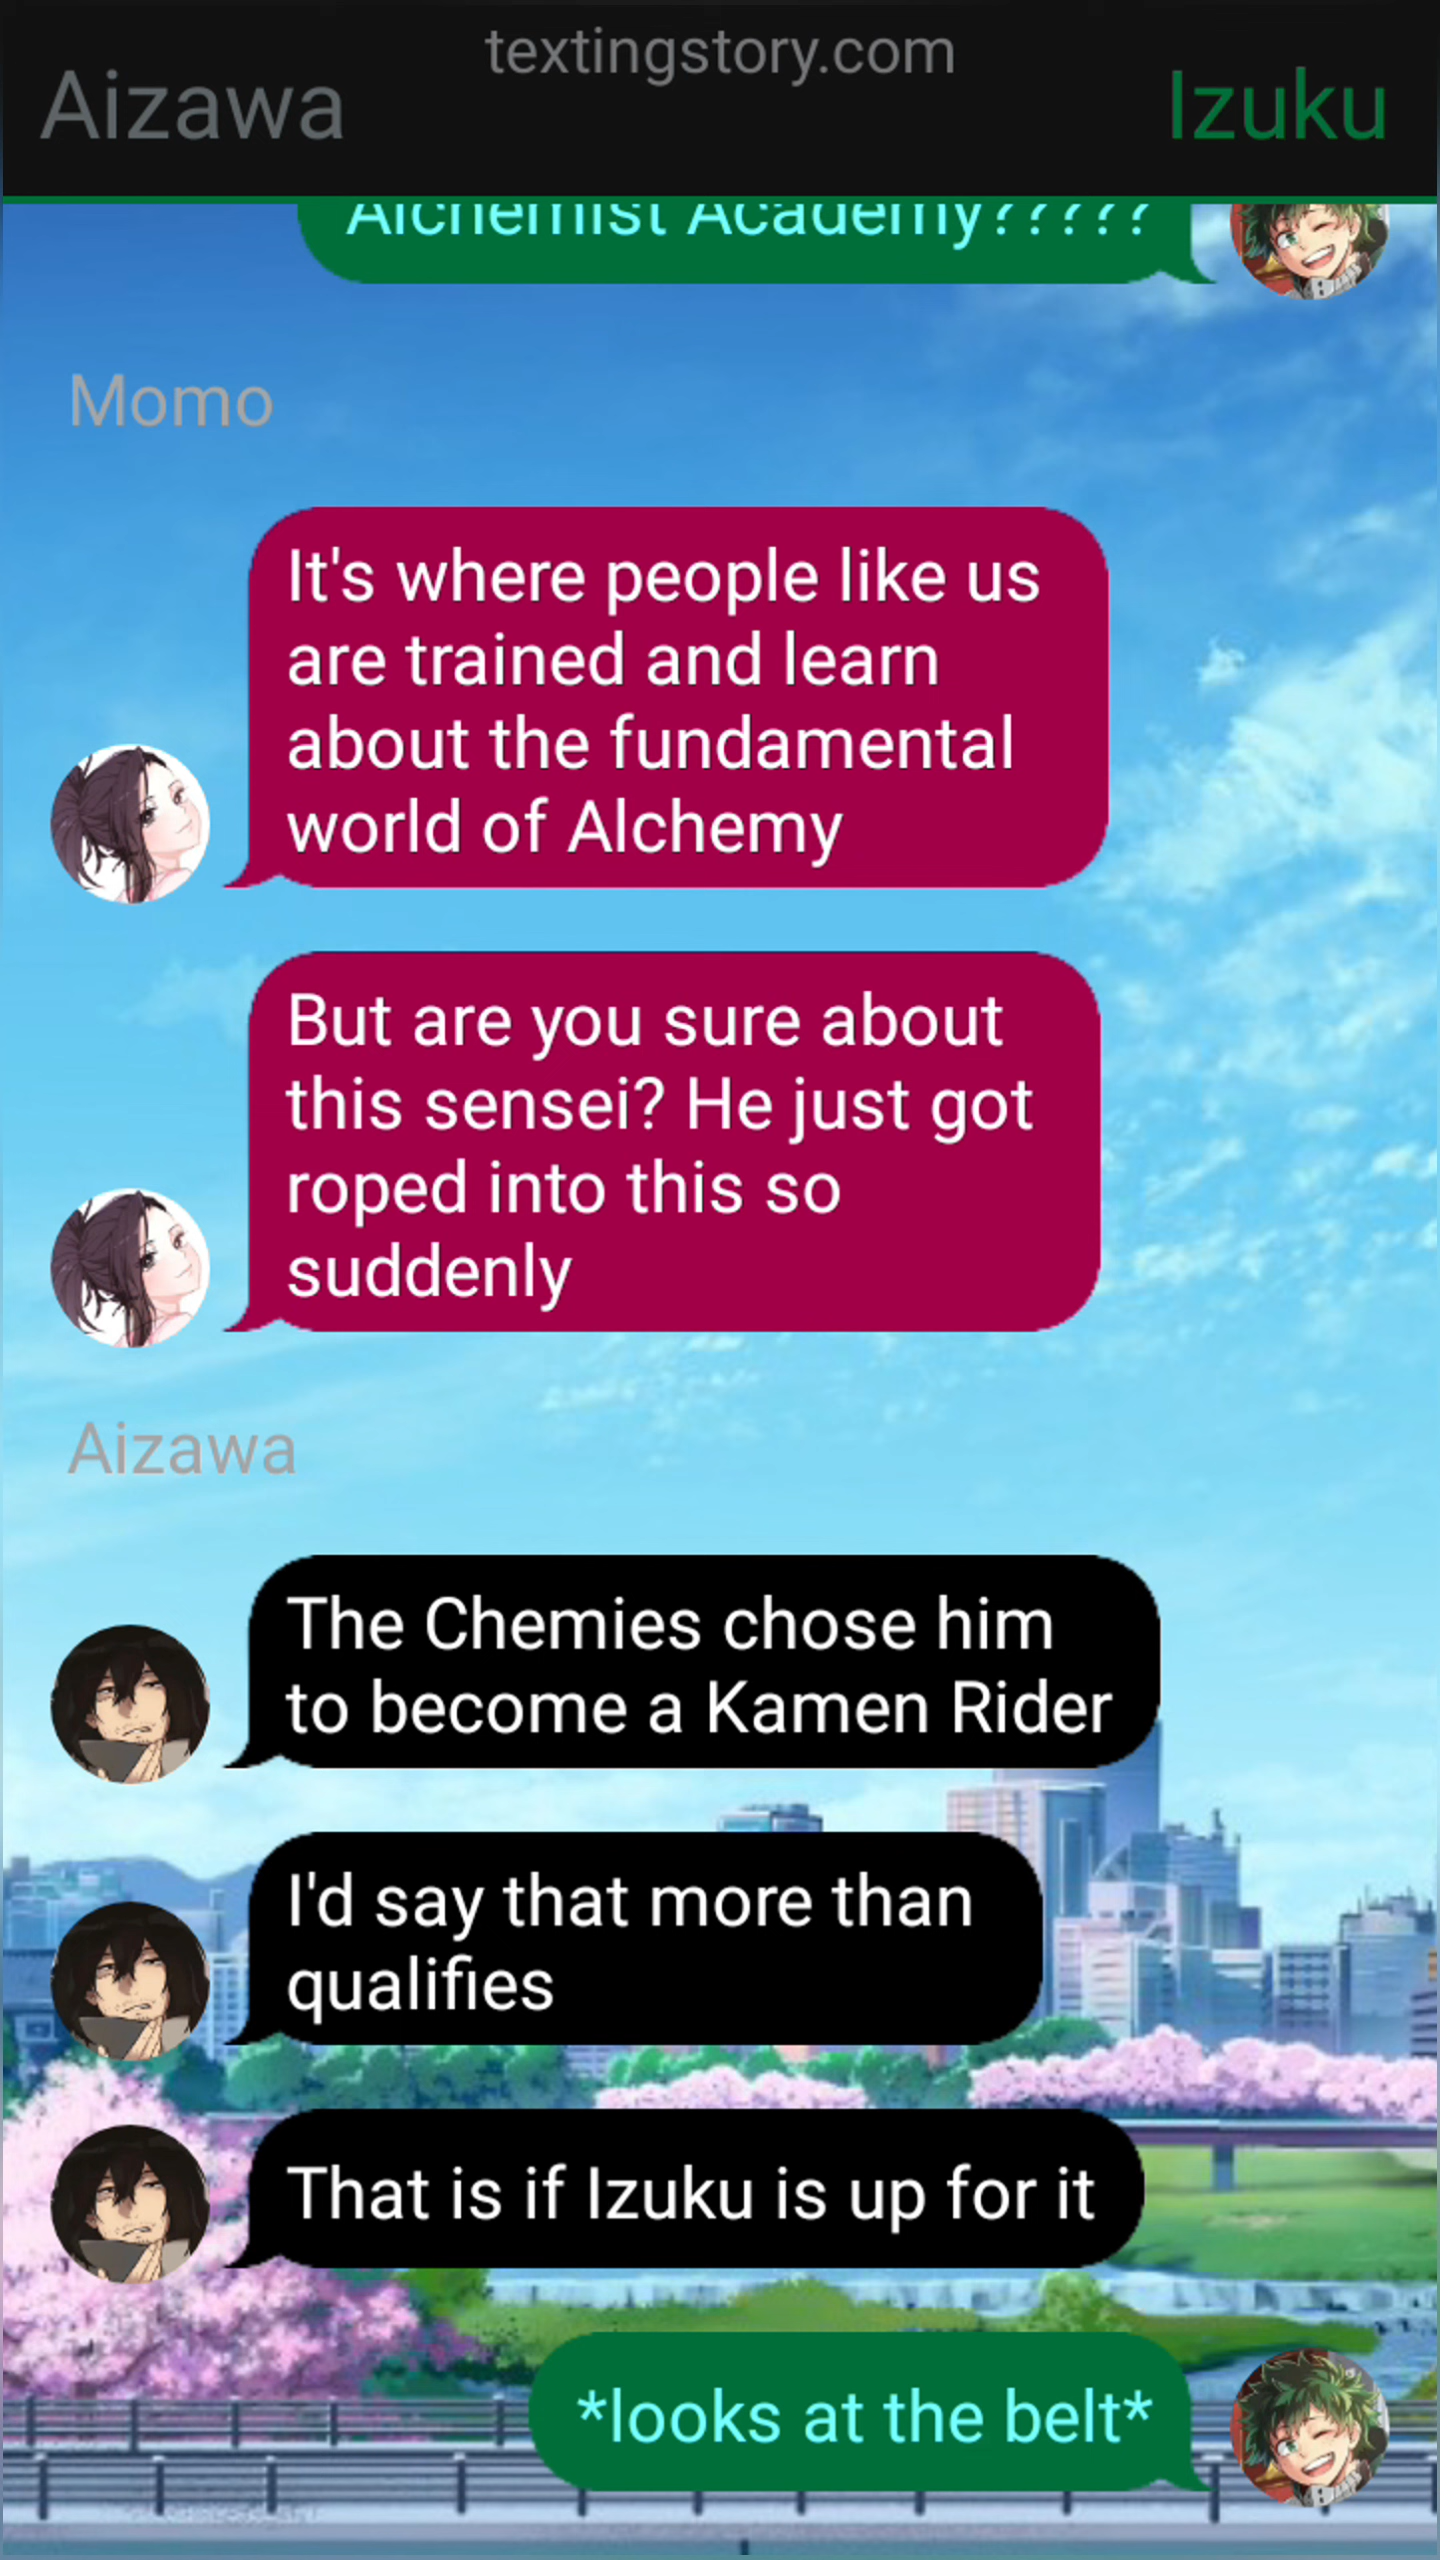 textingstory.com
Aizawa
Izuku
Alchemist Academy?????
Momo
It's where people like us
are trained and learn
about the fundamental
world of Alchemy
But are you sure about
this sensei? He just got
roped into this so
suddenly
Aizawa
The Chemies chose him
to become a Kamen Rider
I'd say that more than
qualifies
That is if Izuku is up for it
*looks at the belt*